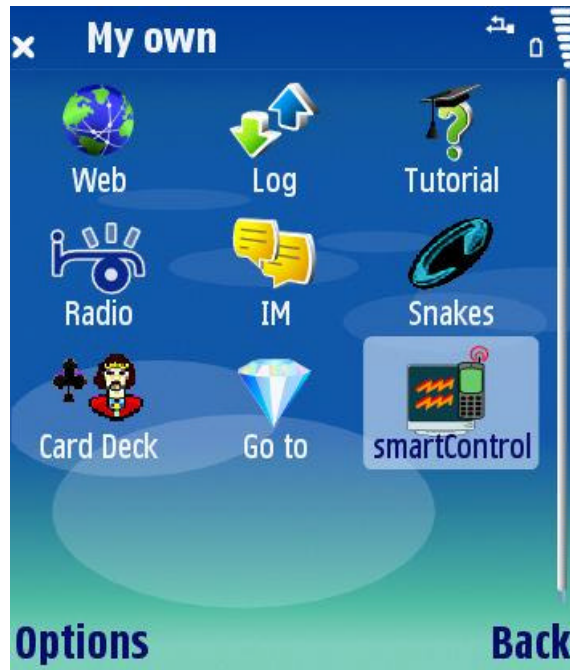 My own
Web Log Tutorial
Radio IM Snakes
Card Deck Go to smartControl
Options Back